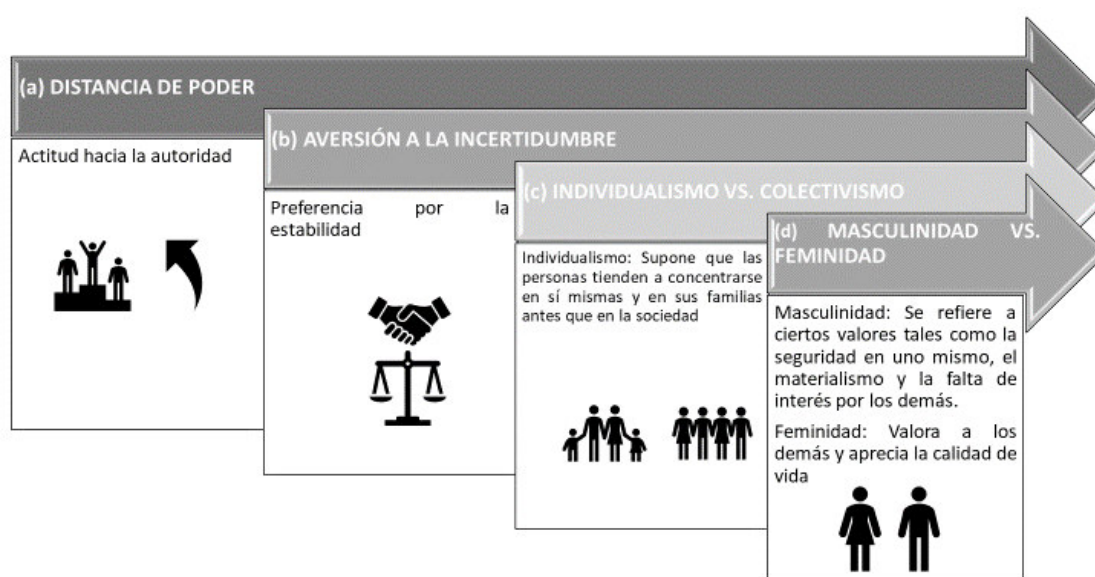 (a) DISTANCIA DE PODER
Actitud hacia la autoridad
(b) AVERSIÓN A LA INCERTIDUMBRE
Preferencia por la
estabilidad
(c) INDIVIDUALISMO VS. COLECTIVISMO
Individualismo: Supone que las
personas tienden a concentrarse
en sí mismas y en sus familias
antes que en la sociedad
(d) MASCULINIDAD VS.
FEMINIDAD
Masculinidad: Se refiere a
ciertos valores tales como la
seguridad en uno mismo, el
materialismo y la falta de
interés por los demás.
Feminidad: Valora a los
demás y aprecia la calidad de
vida